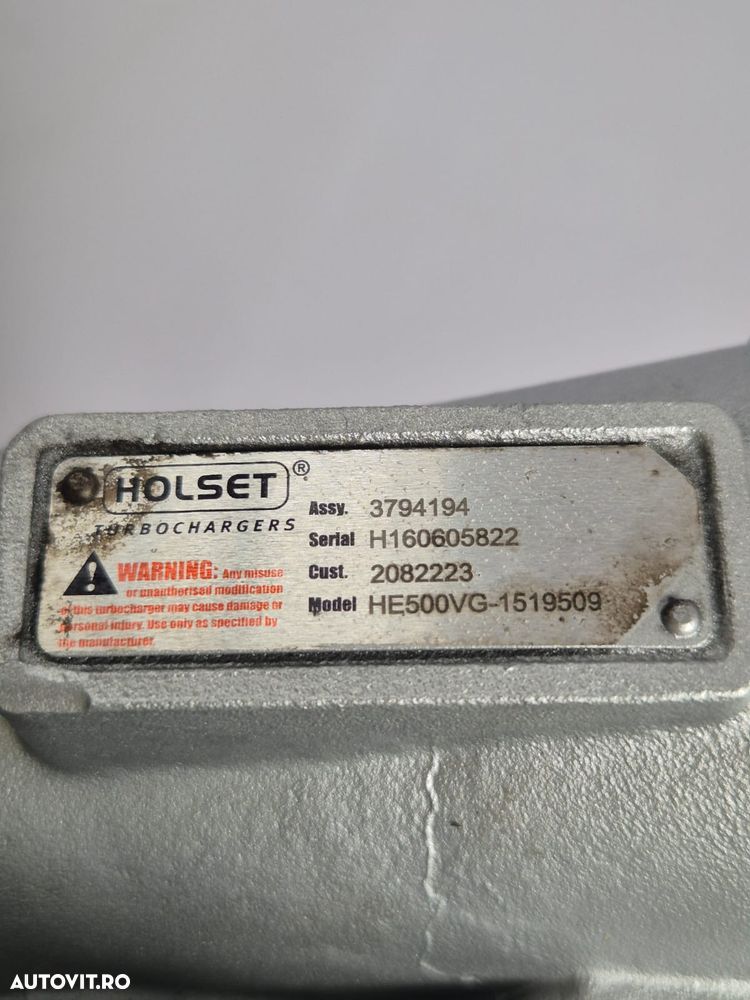 HOLSET®
TURBOCHARGERS
WARNING: Any misuse
or unauthorised modification
of this turbocharger may cause damage or
personal injury. Use only as specified by
the manufacturer.
Assy. 3794194
Serial H160605822
Cust. 2082223
Model HE500VG-1519509
AUTOVIT.RO